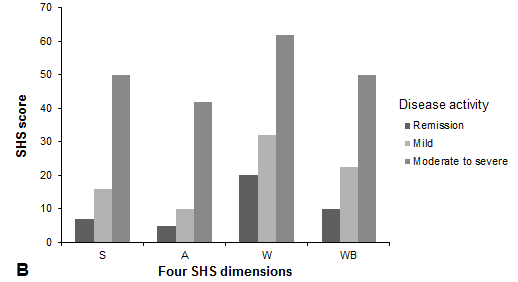 70
60
50
40
30
20
10
0
SHS score
S
A
W
WB
Four SHS dimensions
Disease activity
Remission
Mild
Moderate to severe
B